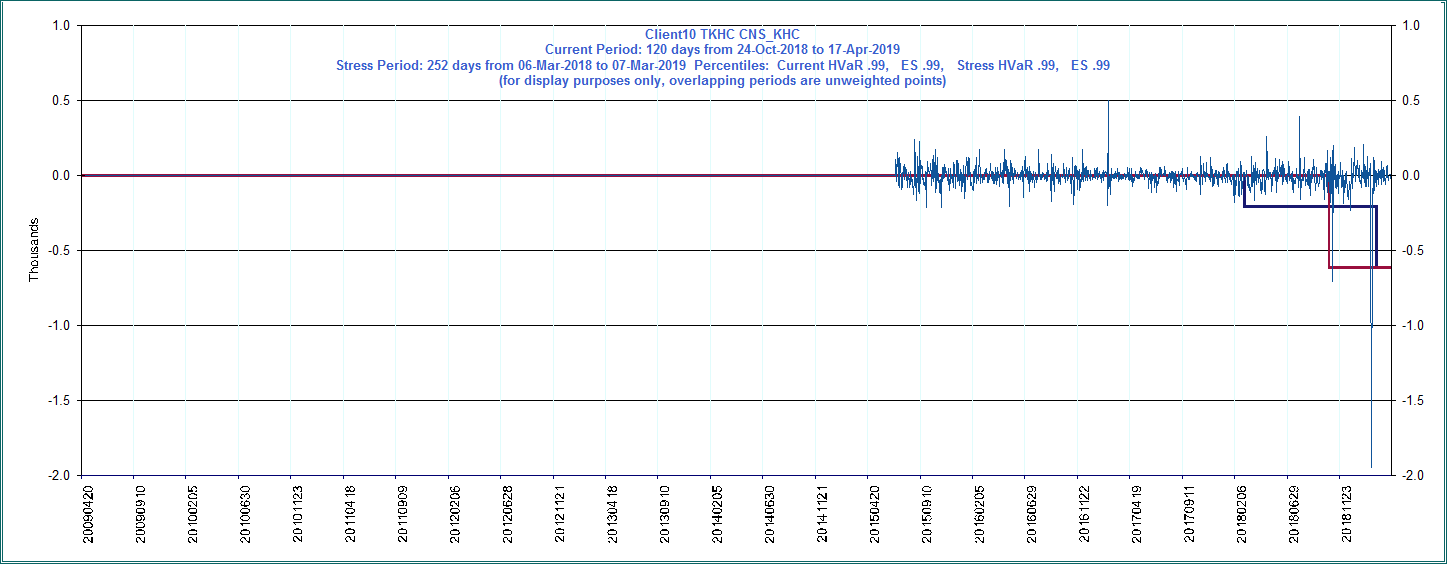 Client10 TKHC CNS_KHC
Current Period: 120 days from 24-Oct-2018 to 17-Apr-2019
Stress Period: 252 days from 06-Mar-2018 to 07-Mar-2019 Percentiles: Current HVaR .99, ES .99, Stress HVaR .99, ES .99
(for display purposes only, overlapping periods are unweighted points)
1.0 1.0
0.5 0.5
0.0 0.0
-0.5 -0.5
-1.0 -1.0
-1.5 -1.5
-2.0 -2.0
Thousands
20090420 20090910 20100205 20100630 20101123 20110418 20110909 20120206 20120628 20121121 20130418 20130910 20140205 20140630 20141121 20150420 20150910 20160205 20160629 20161122 20170419 20170911 20180206 20180629 20181123